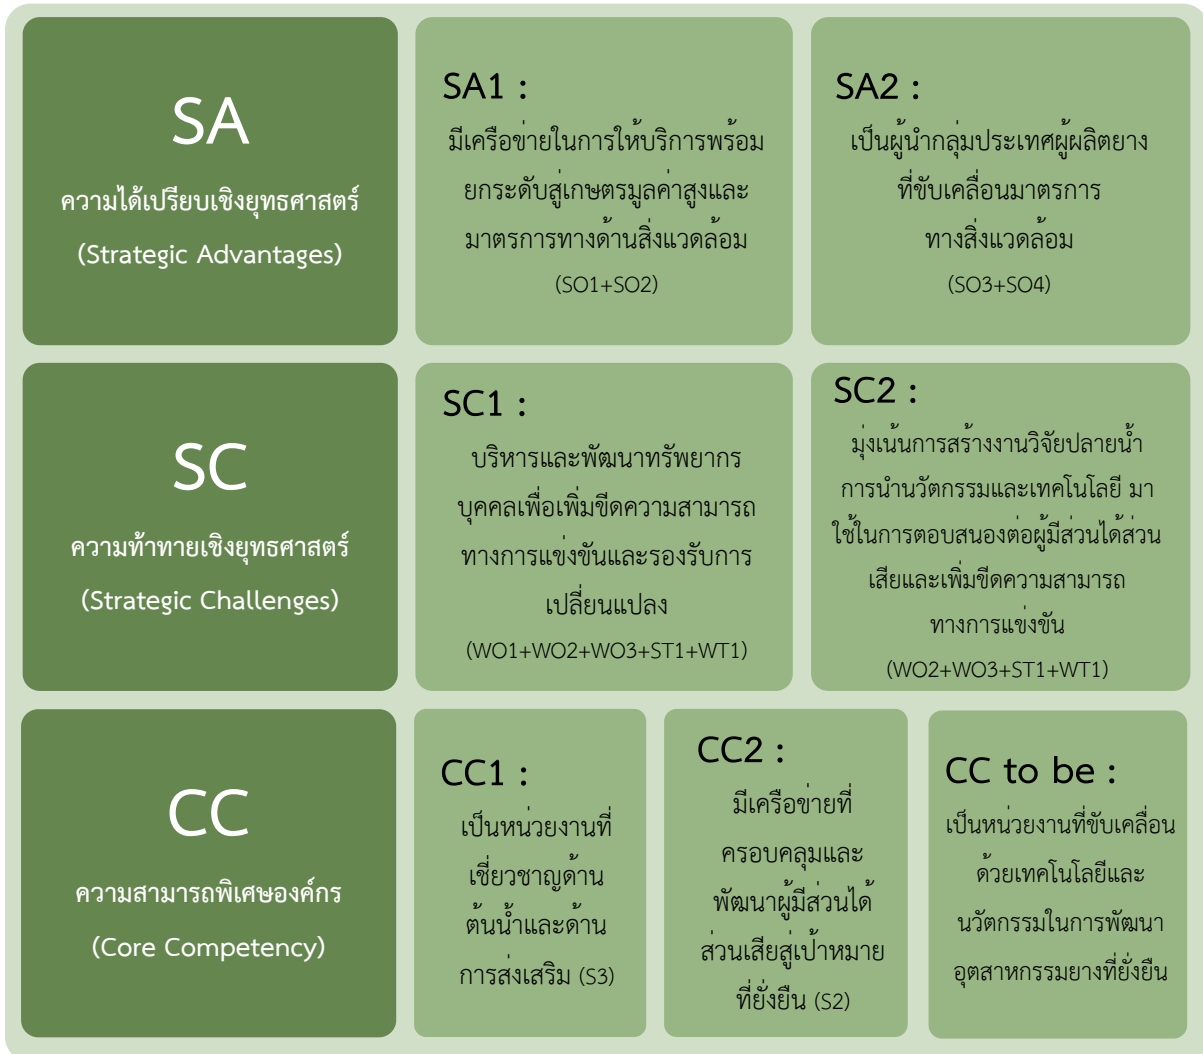 SA
ความได้เปรียบเชิงยุทธศาสตร์
(Strategic Advantages)
SA1 :
มีเครือข่ายในการให้บริการพร้อม
ยกระดับสู่เกษตรมูลค่าสูงและ
มาตรการทางด้านสิ่งแวดล้อม
(SO1+SO2)
SA2 :
เป็นผู้นำกลุ่มประเทศผู้ผลิตยาง
ที่ขับเคลื่อนมาตรการ
ทางสิ่งแวดล้อม
(SO3+SO4)
SC
ความท้าทายเชิงยุทธศาสตร์
(Strategic Challenges)
SC1 :
บริหารและพัฒนาทรัพยากร
บุคคลเพื่อเพิ่มขีดความสามารถ
ทางการแข่งขันและรองรับการ
เปลี่ยนแปลง
(WO1+WO2+WO3+ST1+WT1)
SC2 :
มุ่งเน้นการสร้างงานวิจัยปลายน้ำ
การนำนวัตกรรมและเทคโนโลยี มา
ใช้ในการตอบสนองต่อผู้มีส่วนได้ส่วน
เสียและเพิ่มขีดความสามารถ
ทางการแข่งขัน
(WO2+WO3+ST1+WT1)
CC
ความสามารถพิเศษองค์กร
(Core Competency)
CC1 :
เป็นหน่วยงานที่
เชี่ยวชาญด้าน
ต้นน้ำและด้าน
การส่งเสริม (S3)
CC2 :
มีเครือข่ายที่
ครอบคลุมและ
พัฒนาผู้มีส่วนได้
ส่วนเสียสู่เป้าหมาย
ที่ยั่งยืน (S2)
CC to be :
เป็นหน่วยงานที่ขับเคลื่อน
ด้วยเทคโนโลยีและ
นวัตกรรมในการพัฒนา
อุตสาหกรรมยางที่ยั่งยืน